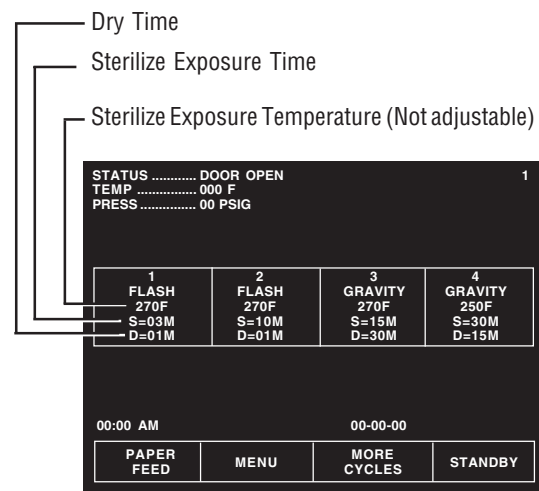 Dry Time
Sterilize Exposure Time
Sterilize Exposure Temperature (Not adjustable)
STATUS ............ DOOR OPEN 1
TEMP ................ 000 F
PRESS ............... 00 PSIG
1 2 3 4
FLASH FLASH GRAVITY GRAVITY
270F 270F 270F 250F
S=03M S=10M S=15M S=30M
D=01M D=01M D=30M D=15M
00:00 AM 00-00-00
PAPER FEED MENU MORE CYCLES STANDBY